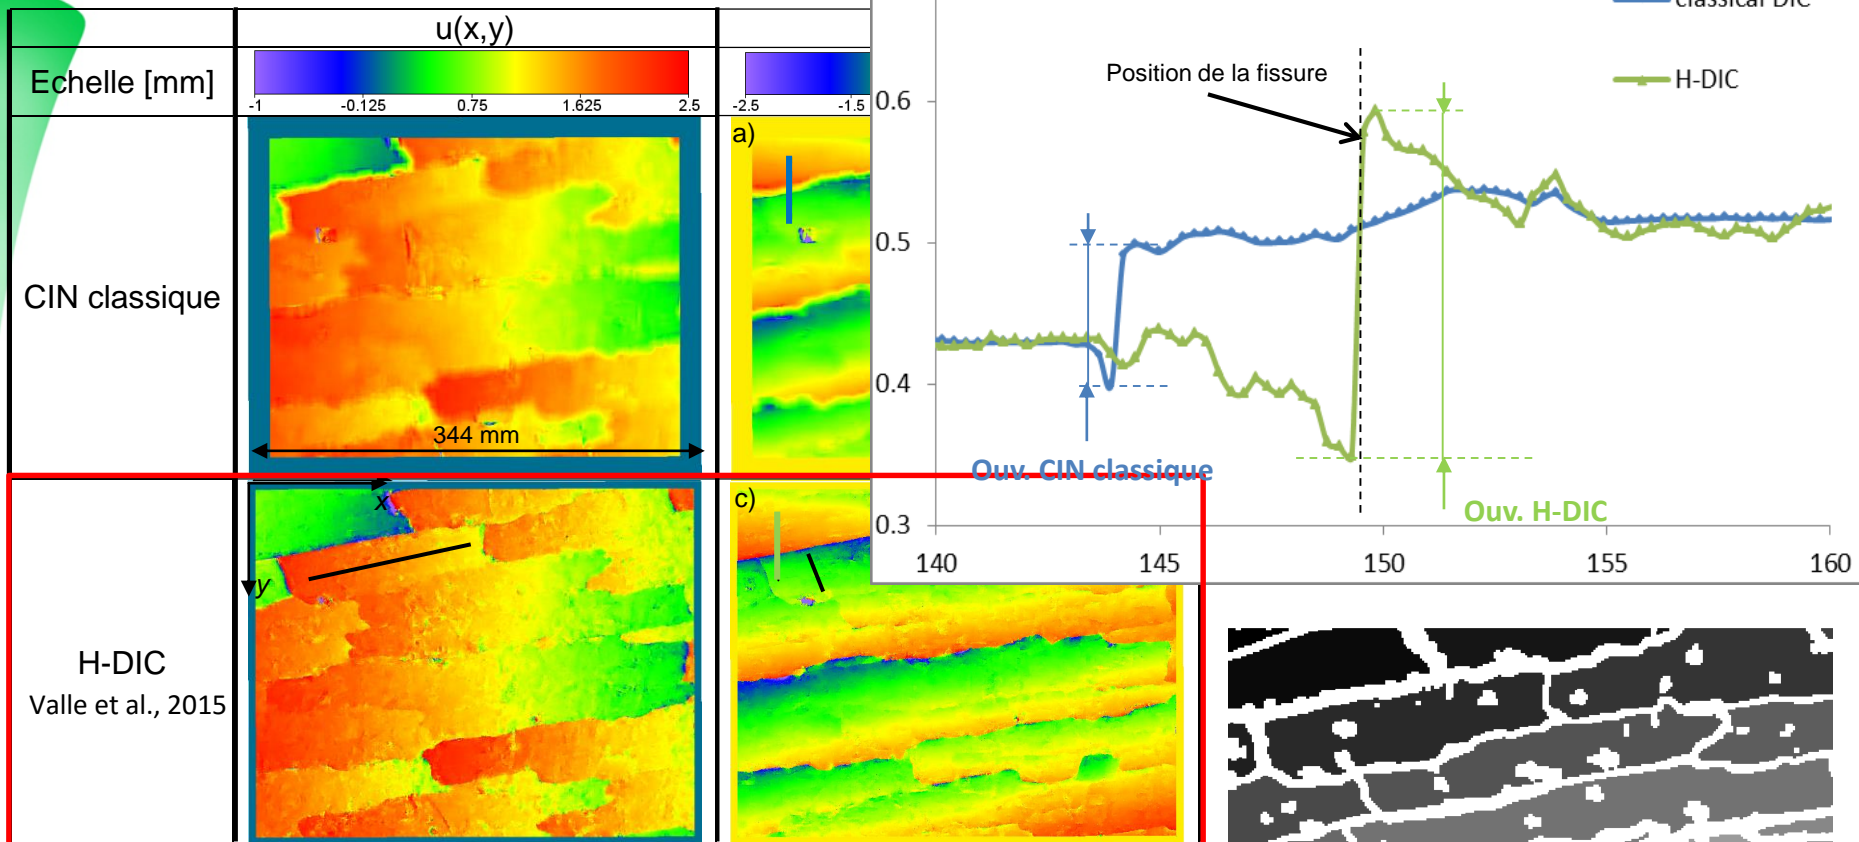 u(x,y)
Echelle [mm]
-1 -0.125 0.75 1.625 2.5
-2.5 -1.5
CIN classique
344 mm
a)
classical DIC
H-DIC
Position de la fissure
0.6
0.5
0.4
0.3
140 145 150 155 160
Ouv. CIN classique
Ouv. H-DIC
H-DIC
Valle et al., 2015
x
y
c)